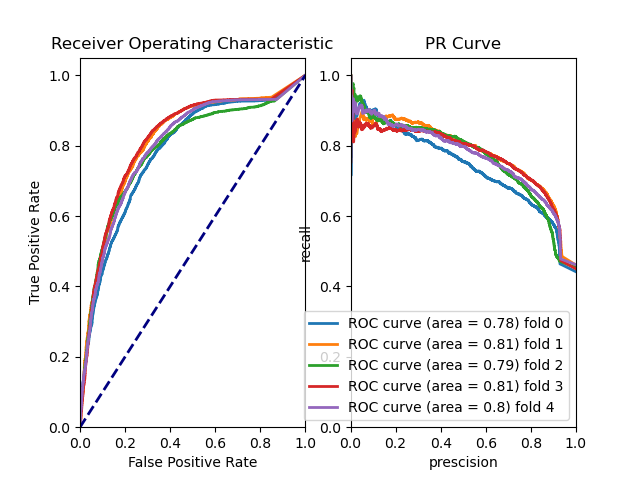 Receiver Operating Characteristic
PR Curve
1.0
0.8
0.6
0.4
0.2
0.0
True Positive Rate
0.0 0.2 0.4 0.6 0.8 1.0
False Positive Rate
1.0
0.8
0.6
0.4
0.2
0.0
recall
0.0 0.2 0.4 0.6 0.8 1.0
prescision
ROC curve (area = 0.78) fold 0
ROC curve (area = 0.81) fold 1
ROC curve (area = 0.79) fold 2
ROC curve (area = 0.81) fold 3
ROC curve (area = 0.8) fold 4